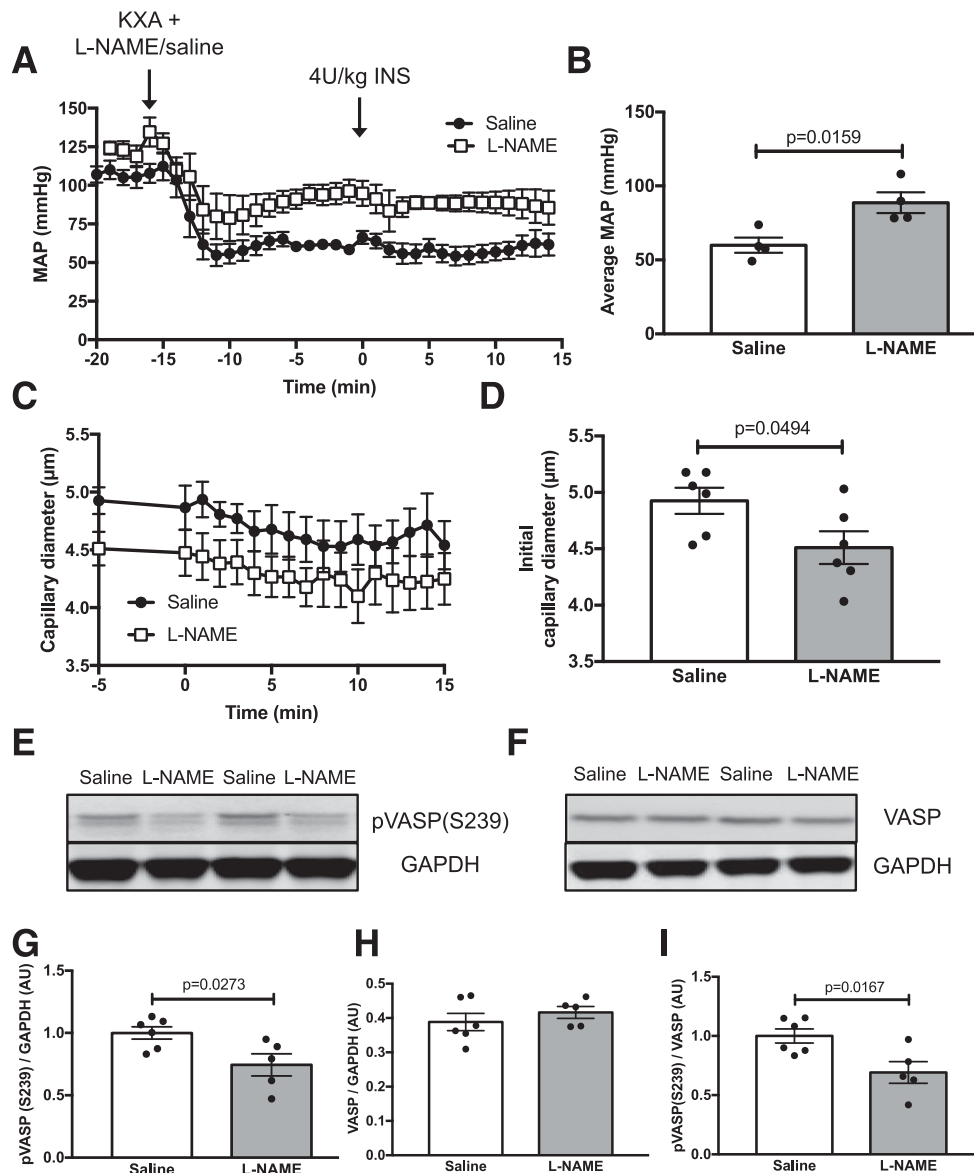 KXA +
L-NAME/saline
A
4U/kg INS
MAP (mmHg)
150
125
100
75
50
25
0
-20
-15
-10
-5
0
5
10
15
Time (min)
Saline
L-NAME
B
Average MAP (mmHg)
150
100
50
0
p=0.0159
Saline
L-NAME
C
Capillary diameter (µm)
5.5
5.0
4.5
4.0
3.5
-5
0
5
10
15
Time (min)
Saline
L-NAME
D
Initial
capillary diameter (µm)
5.5
5.0
4.5
4.0
3.5
p=0.0494
Saline
L-NAME
E
Saline L-NAME Saline L-NAME
pVASP(S239)
GAPDH
F
Saline L-NAME Saline L-NAME
VASP
GAPDH
G
pVASP (S239) / GAPDH (AU)
1.5
1.0
0.5
0.0
p=0.0273
Saline
L-NAME
H
VASP / GAPDH (AU)
0.5
0.4
0.3
0.2
0.1
0.0
Saline
L-NAME
I
pVASP(S239) / VASP (AU)
1.5
1.0
0.5
0.0
p=0.0167
Saline
L-NAME